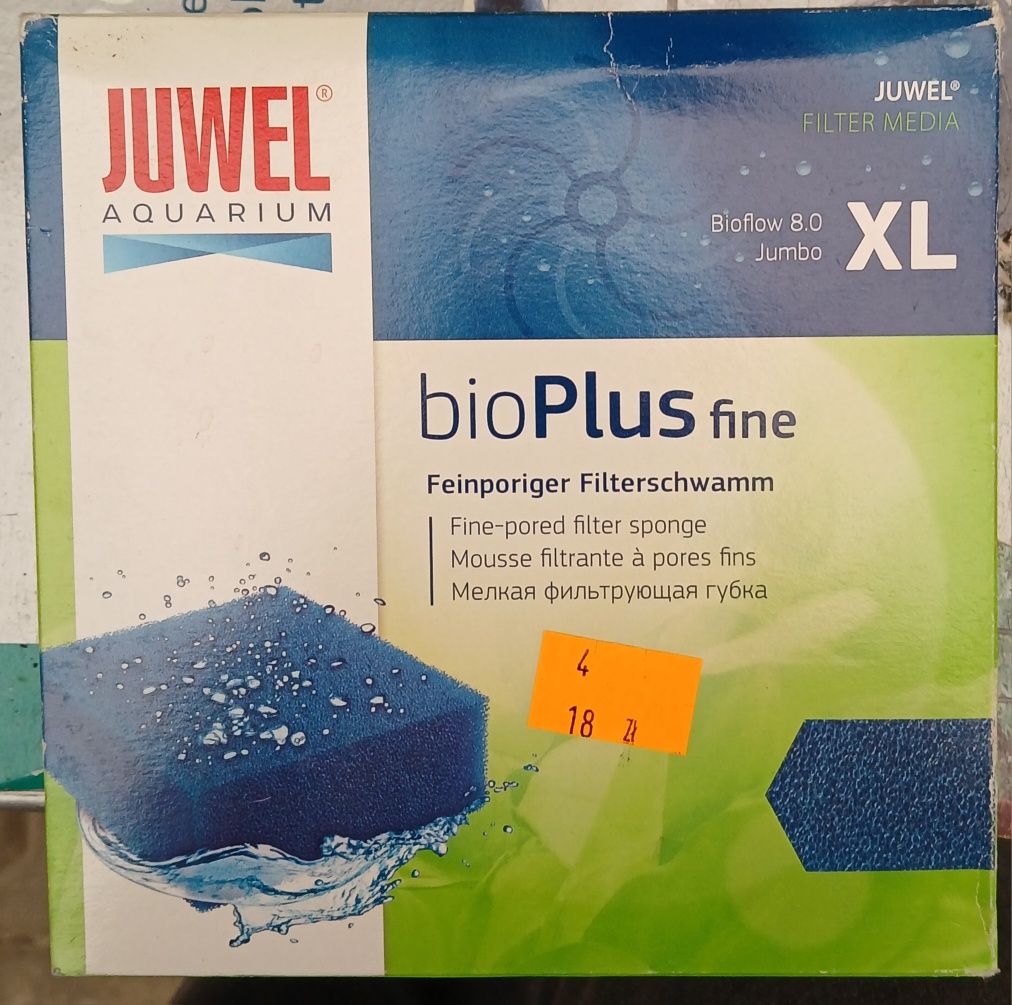 JUWEL®
AQUARIUM
JUWEL®
FILTER MEDIA
Bioflow 8.0
Jumbo
XL
bioPlus fine
Feinporiger Filterschwamm
Fine-pored filter sponge
Mousse filtrante à pores fins
Мелкая фильтрующая губка
4
18 Zł